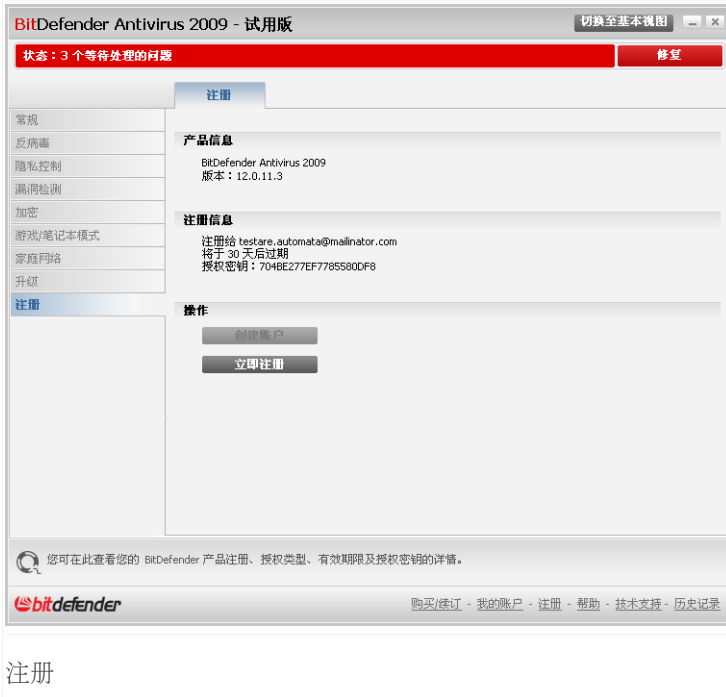 BitDefender Antivirus 2009 - 试用版
切换至基本视图
状态：3 个等待处理的问题
修复
注册
常规
反病毒
隐私控制
漏洞检测
加密
游戏/笔记本模式
家庭网络
升级
注册
产品信息
BitDefender Antivirus 2009
版本：12.0.11.3
注册信息
注册给 testare.automata@mailinator.com
将于 30 天后过期
授权密钥：704BE277EF7785580DF8
操作
创建账户
立即注册
您可在此查看您的 BitDefender 产品注册、授权类型、有效期限及授权密钥的详情。
bitdefender
购买/续订 - 我的账户 - 注册 - 帮助 - 技术支持 - 历史记录
注册